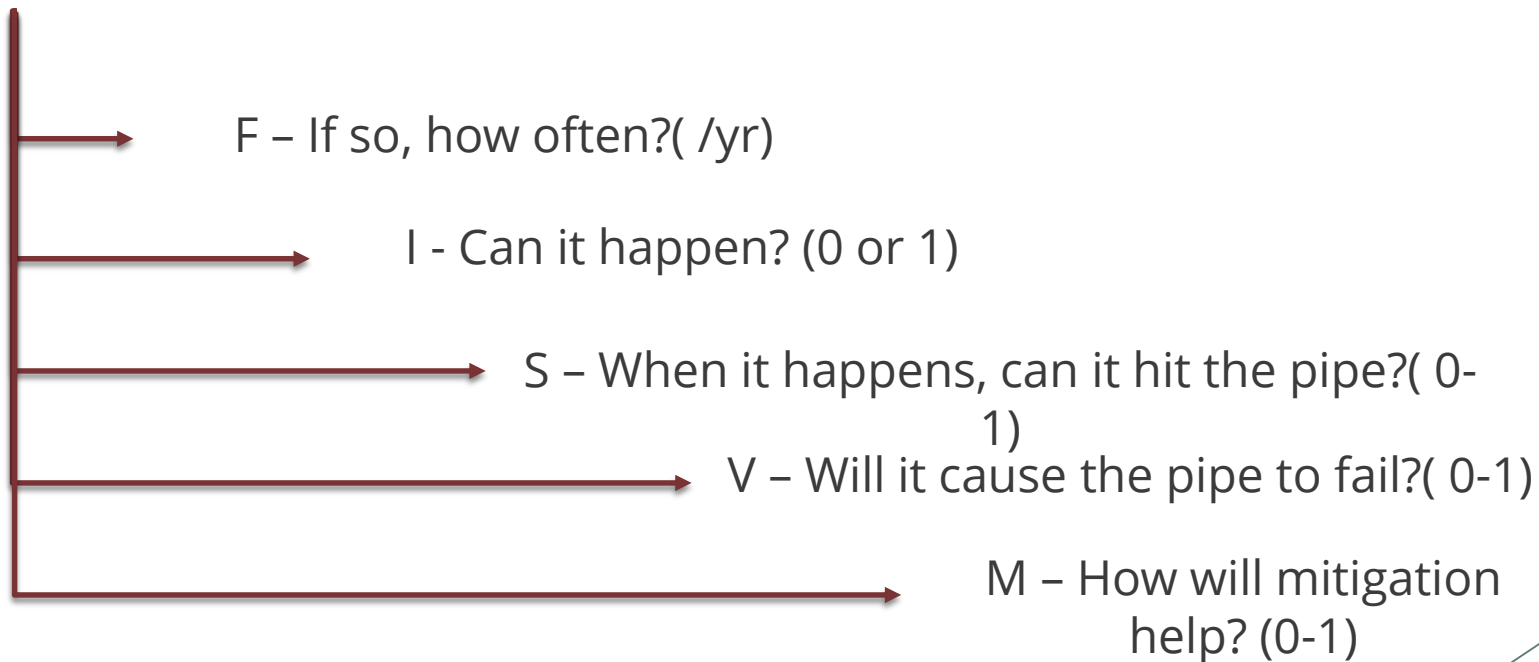 F – If so, how often?( /yr)
I - Can it happen? (0 or 1)
S – When it happens, can it hit the pipe?( 0-
1)
V – Will it cause the pipe to fail?( 0-1)
M – How will mitigation
help? (0-1)